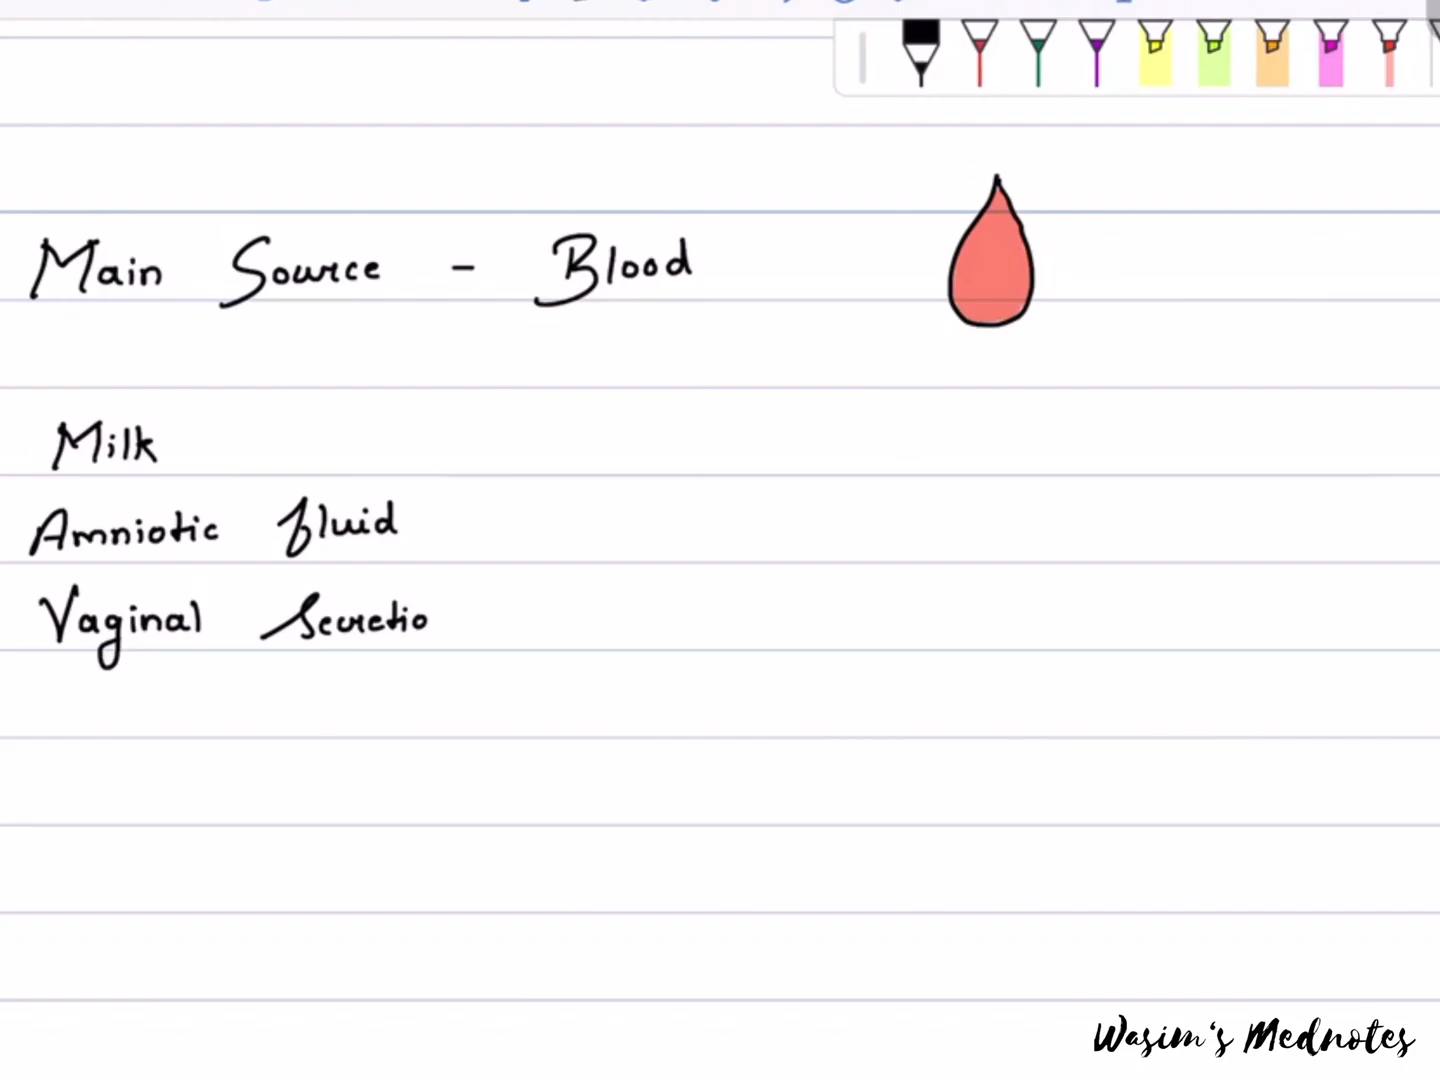 Main Source - Blood
Milk
Amniotic fluid
Vaginal Secretio
Wasim's Mednotes